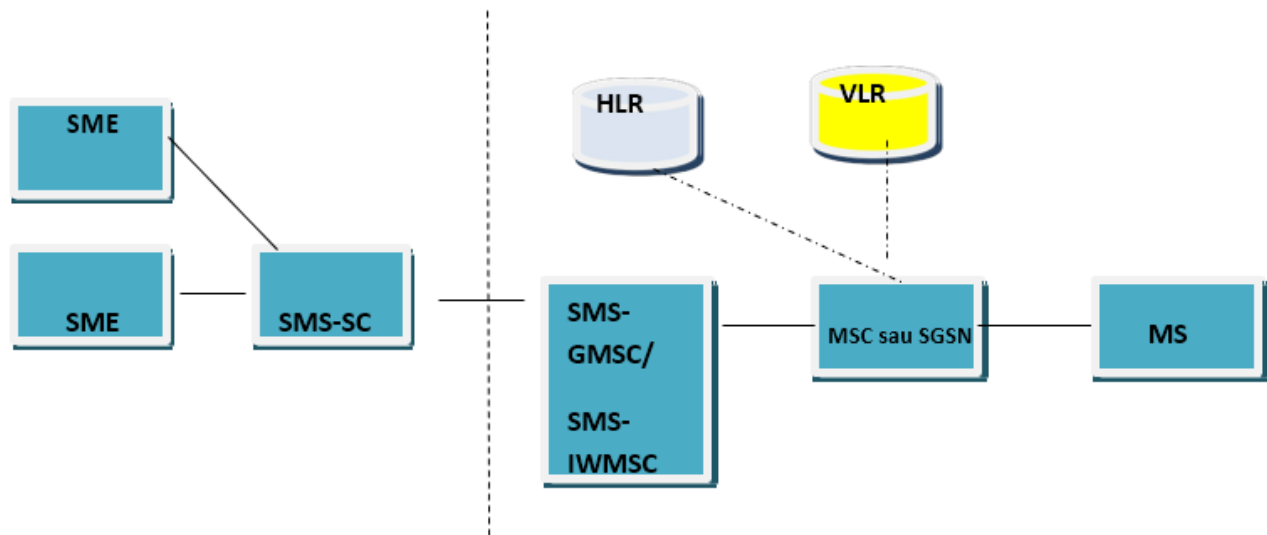 SME
HLR
VLR
SME
SMS-SC
SMS-
GMSC/
SMS-
IWMSC
MSC sau SGSN
MS